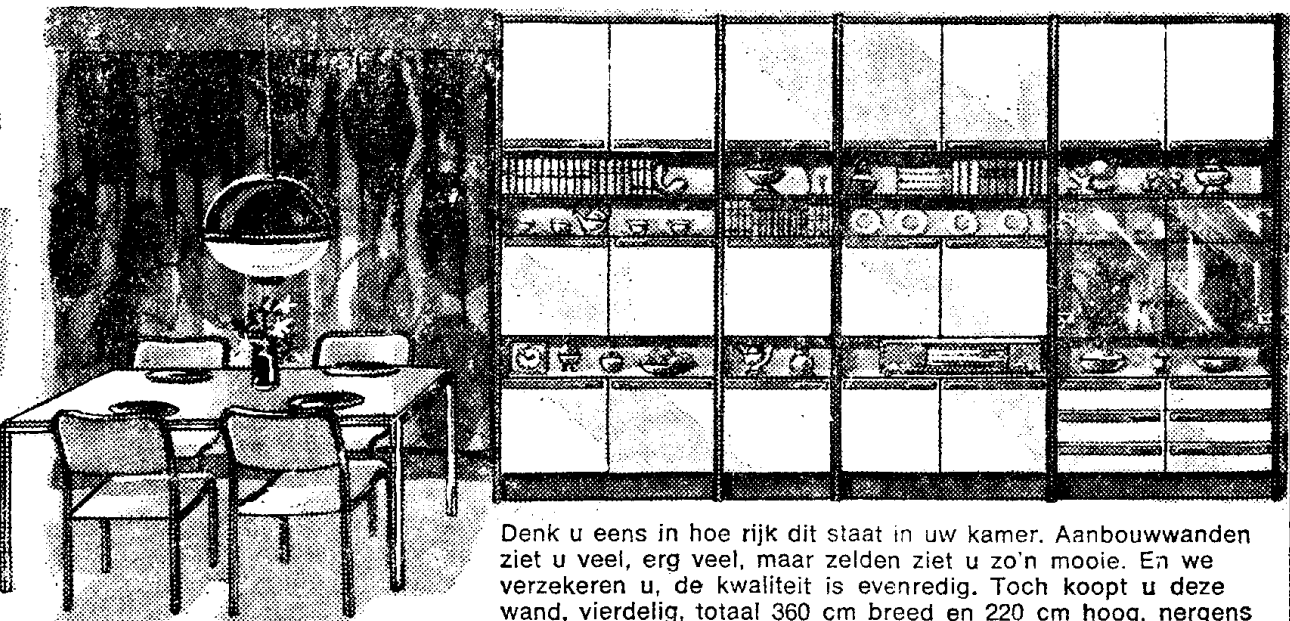 Denk u eens in hoe rijk dit staat in uw kamer. Aanbouwwanden
ziet u veel, erg veel, maar zelden ziet u zo'n mooie. En we
verzekeren u, de kwaliteit is evenredig. Toch koopt u deze
wand, vierdelig, totaal 360 cm breed en 220 cm hoog, nergens